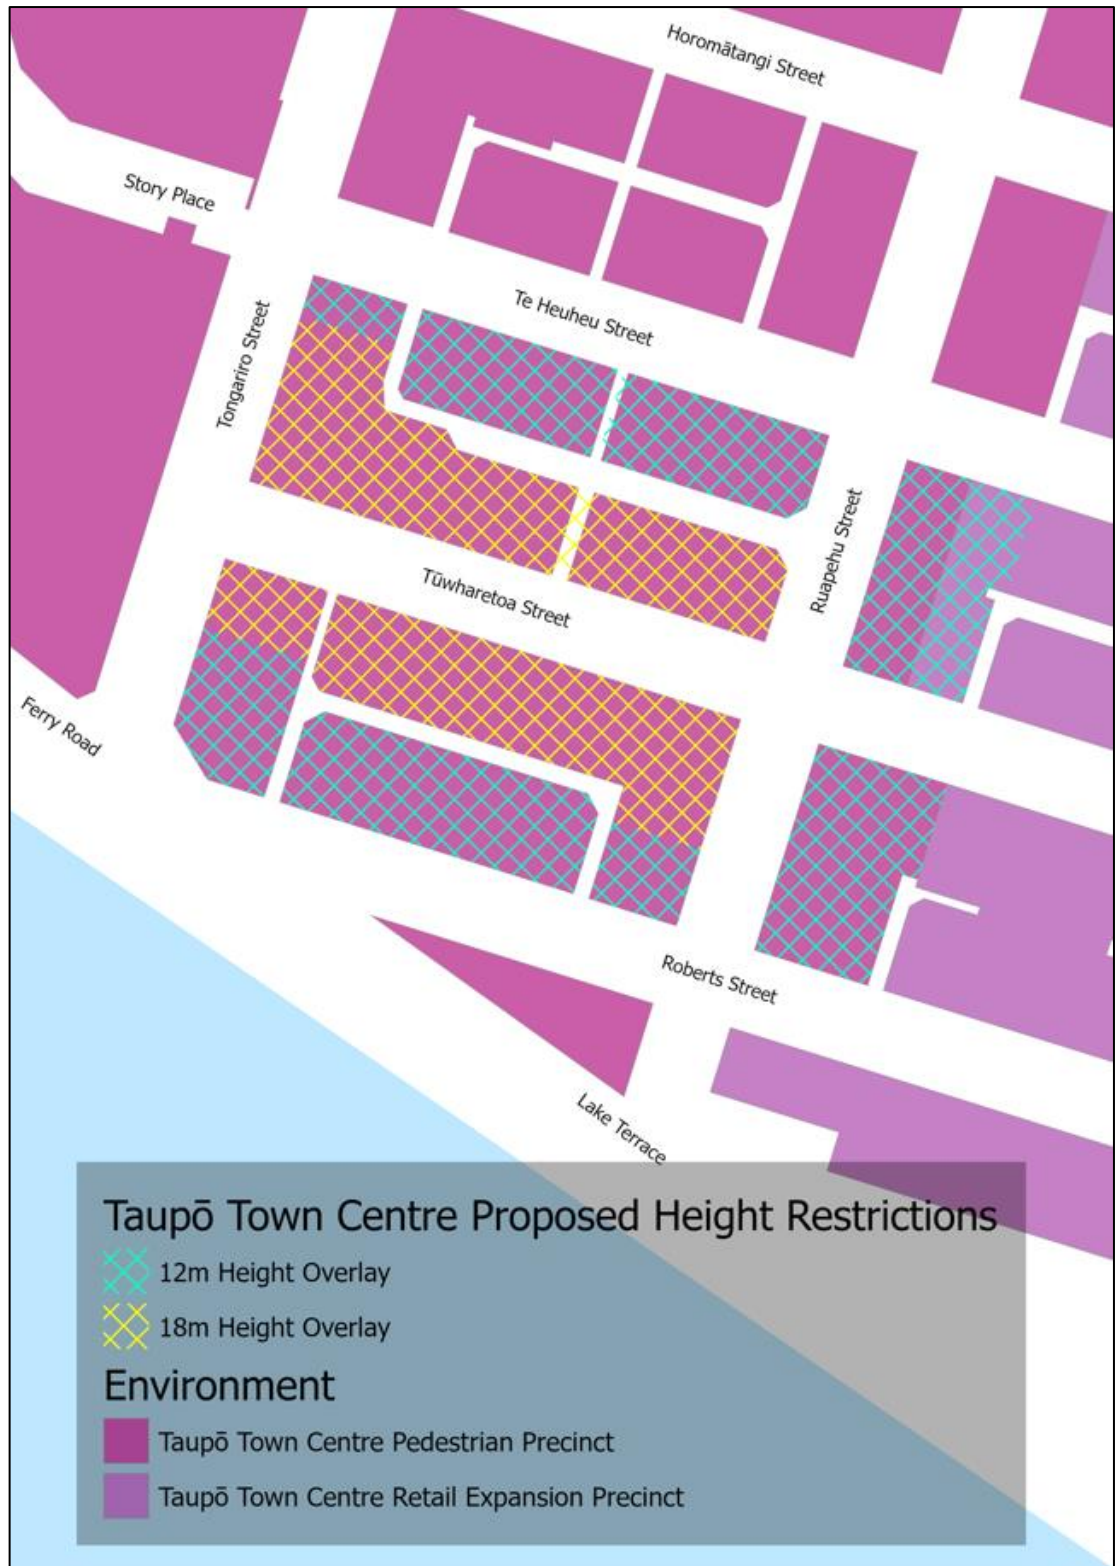 Horomātangi Street
Story Place
Te Heuheu Street
Tongariro Street
Ruapehu Street
Tūwharetoa Street
Ferry Road
Roberts Street
Lake Terrace
Taupō Town Centre Proposed Height Restrictions
12m Height Overlay
18m Height Overlay
Environment
Taupō Town Centre Pedestrian Precinct
Taupō Town Centre Retail Expansion Precinct